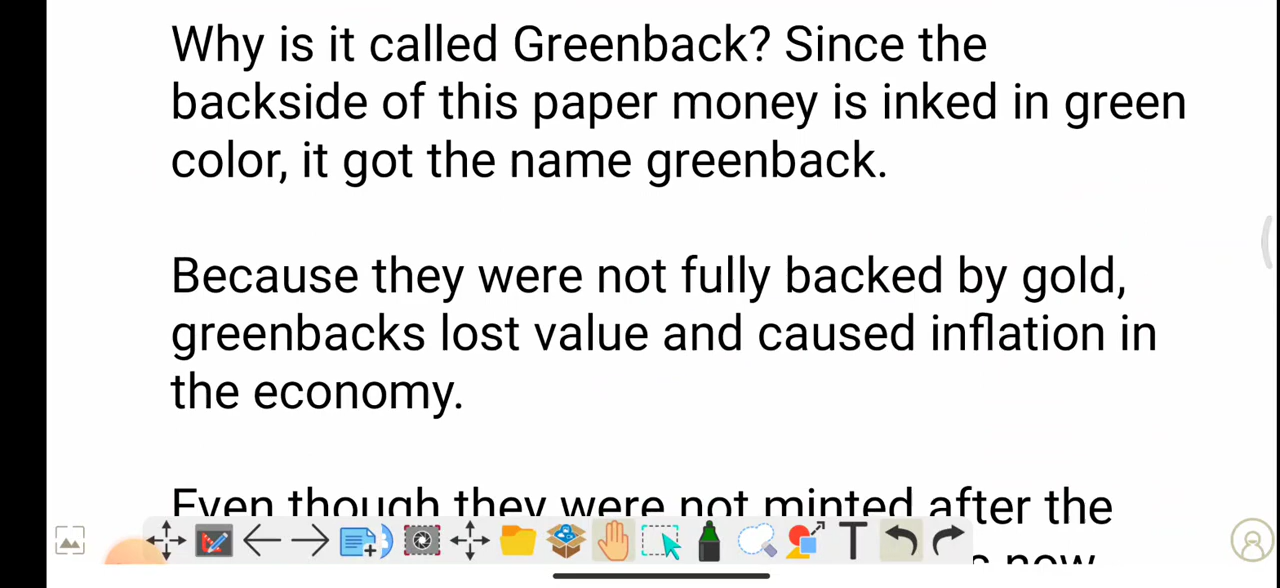 Why is it called Greenback? Since the
backside of this paper money is inked in green
color, it got the name greenback.
Because they were not fully backed by gold,
greenbacks lost value and caused inflation in
the economy.
Even though they were not minted after the
now